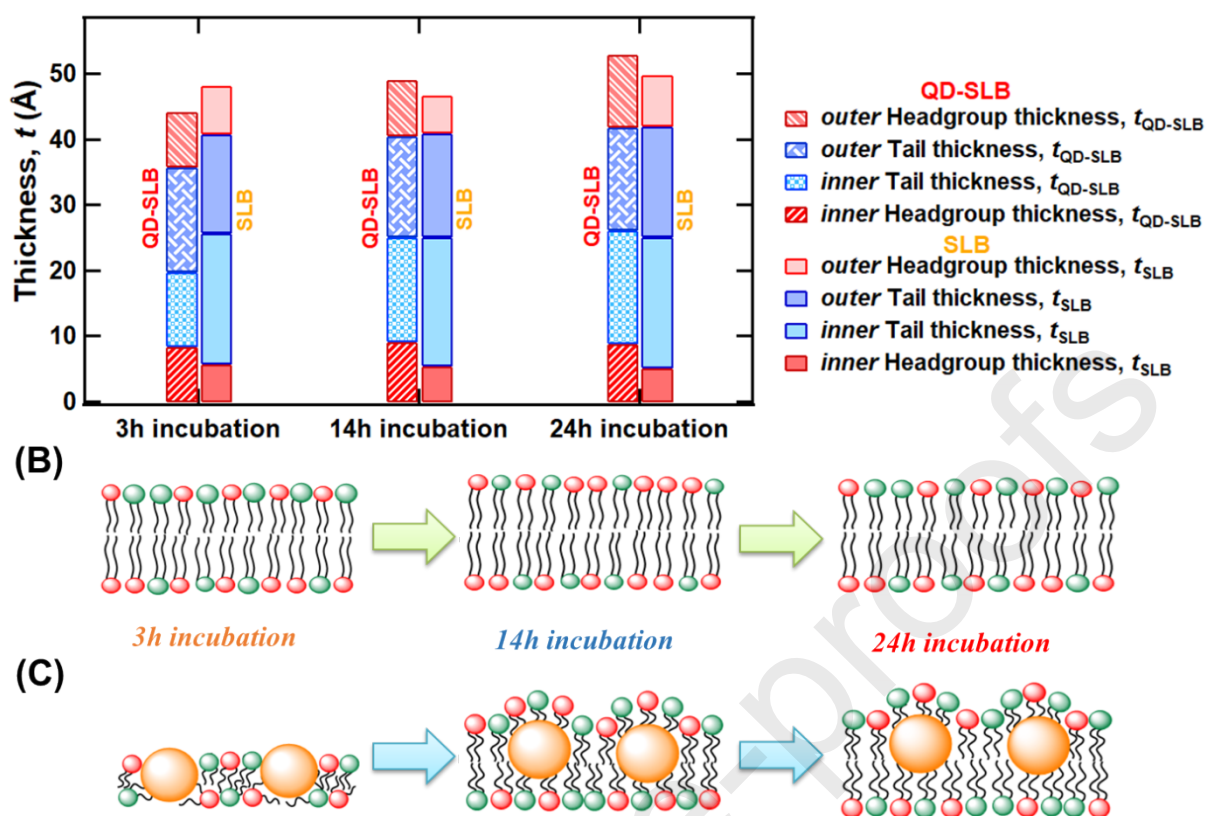 Thickness, t (Å)
50
40
30
20
10
0
QD-SLB
SLB
QD-SLB
SLB
QD-SLB
SLB
3h incubation
14h incubation
24h incubation
QD-SLB
outer Headgroup thickness, tQD-SLB
outer Tail thickness, tQD-SLB
inner Tail thickness, tQD-SLB
inner Headgroup thickness, tQD-SLB
SLB
outer Headgroup thickness, tSLB
outer Tail thickness, tSLB
inner Tail thickness, tSLB
inner Headgroup thickness, tSLB
(B)
3h incubation
14h incubation
24h incubation
(C)